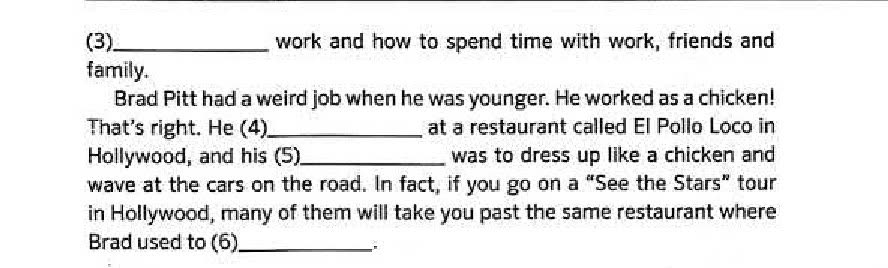 (3)______________ work and how to spend time with work, friends and
family.
Brad Pitt had a weird job when he was younger. He worked as a chicken!
That's right. He (4)______________ at a restaurant called El Pollo Loco in
Hollywood, and his (5)______________ was to dress up like a chicken and
wave at the cars on the road. In fact, if you go on a "See the Stars" tour
in Hollywood, many of them will take you past the same restaurant where
Brad used to (6)____________.